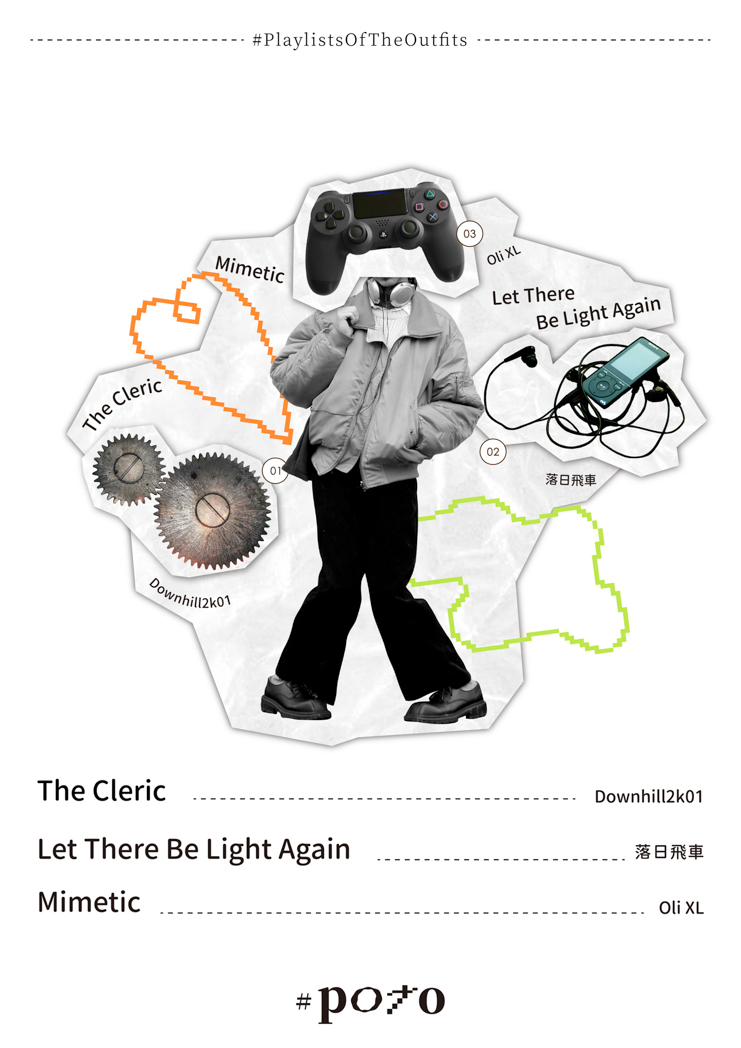 #PlaylistsOfTheOutfits
03
Oli XL
Mimetic
Let There
Be Light Again
The Cleric
01
02
落日飛車
Downhill2k01
The Cleric
Downhill2k01
Let There Be Light Again
落日飛車
Mimetic
Oli XL